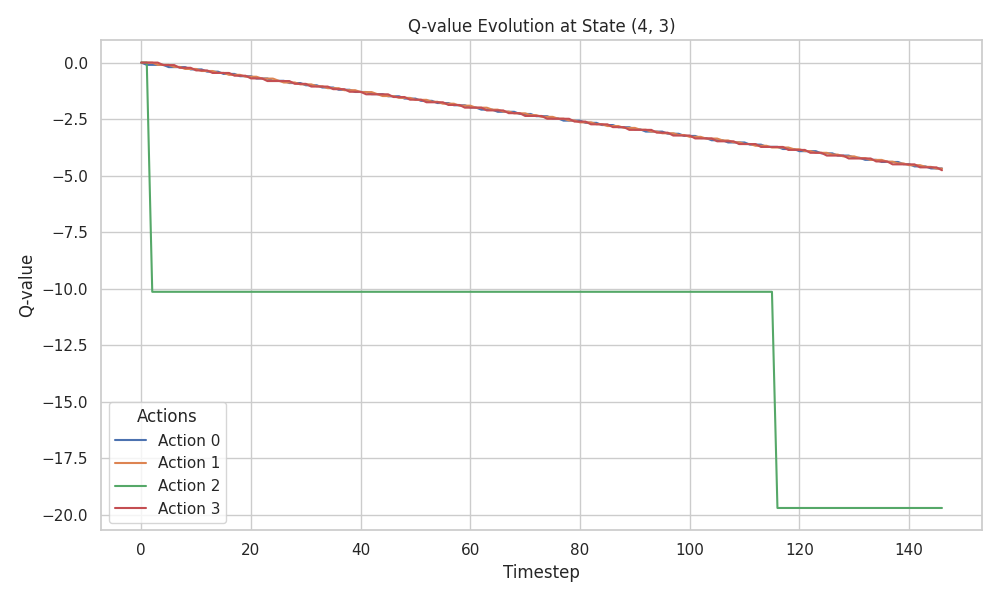 Q-value Evolution at State (4, 3)
Q-value
0.0
−2.5
−5.0
−7.5
−10.0
−12.5
−15.0
−17.5
−20.0
Actions
Action 0
Action 1
Action 2
Action 3
0 20 40 60 80 100 120 140
Timestep